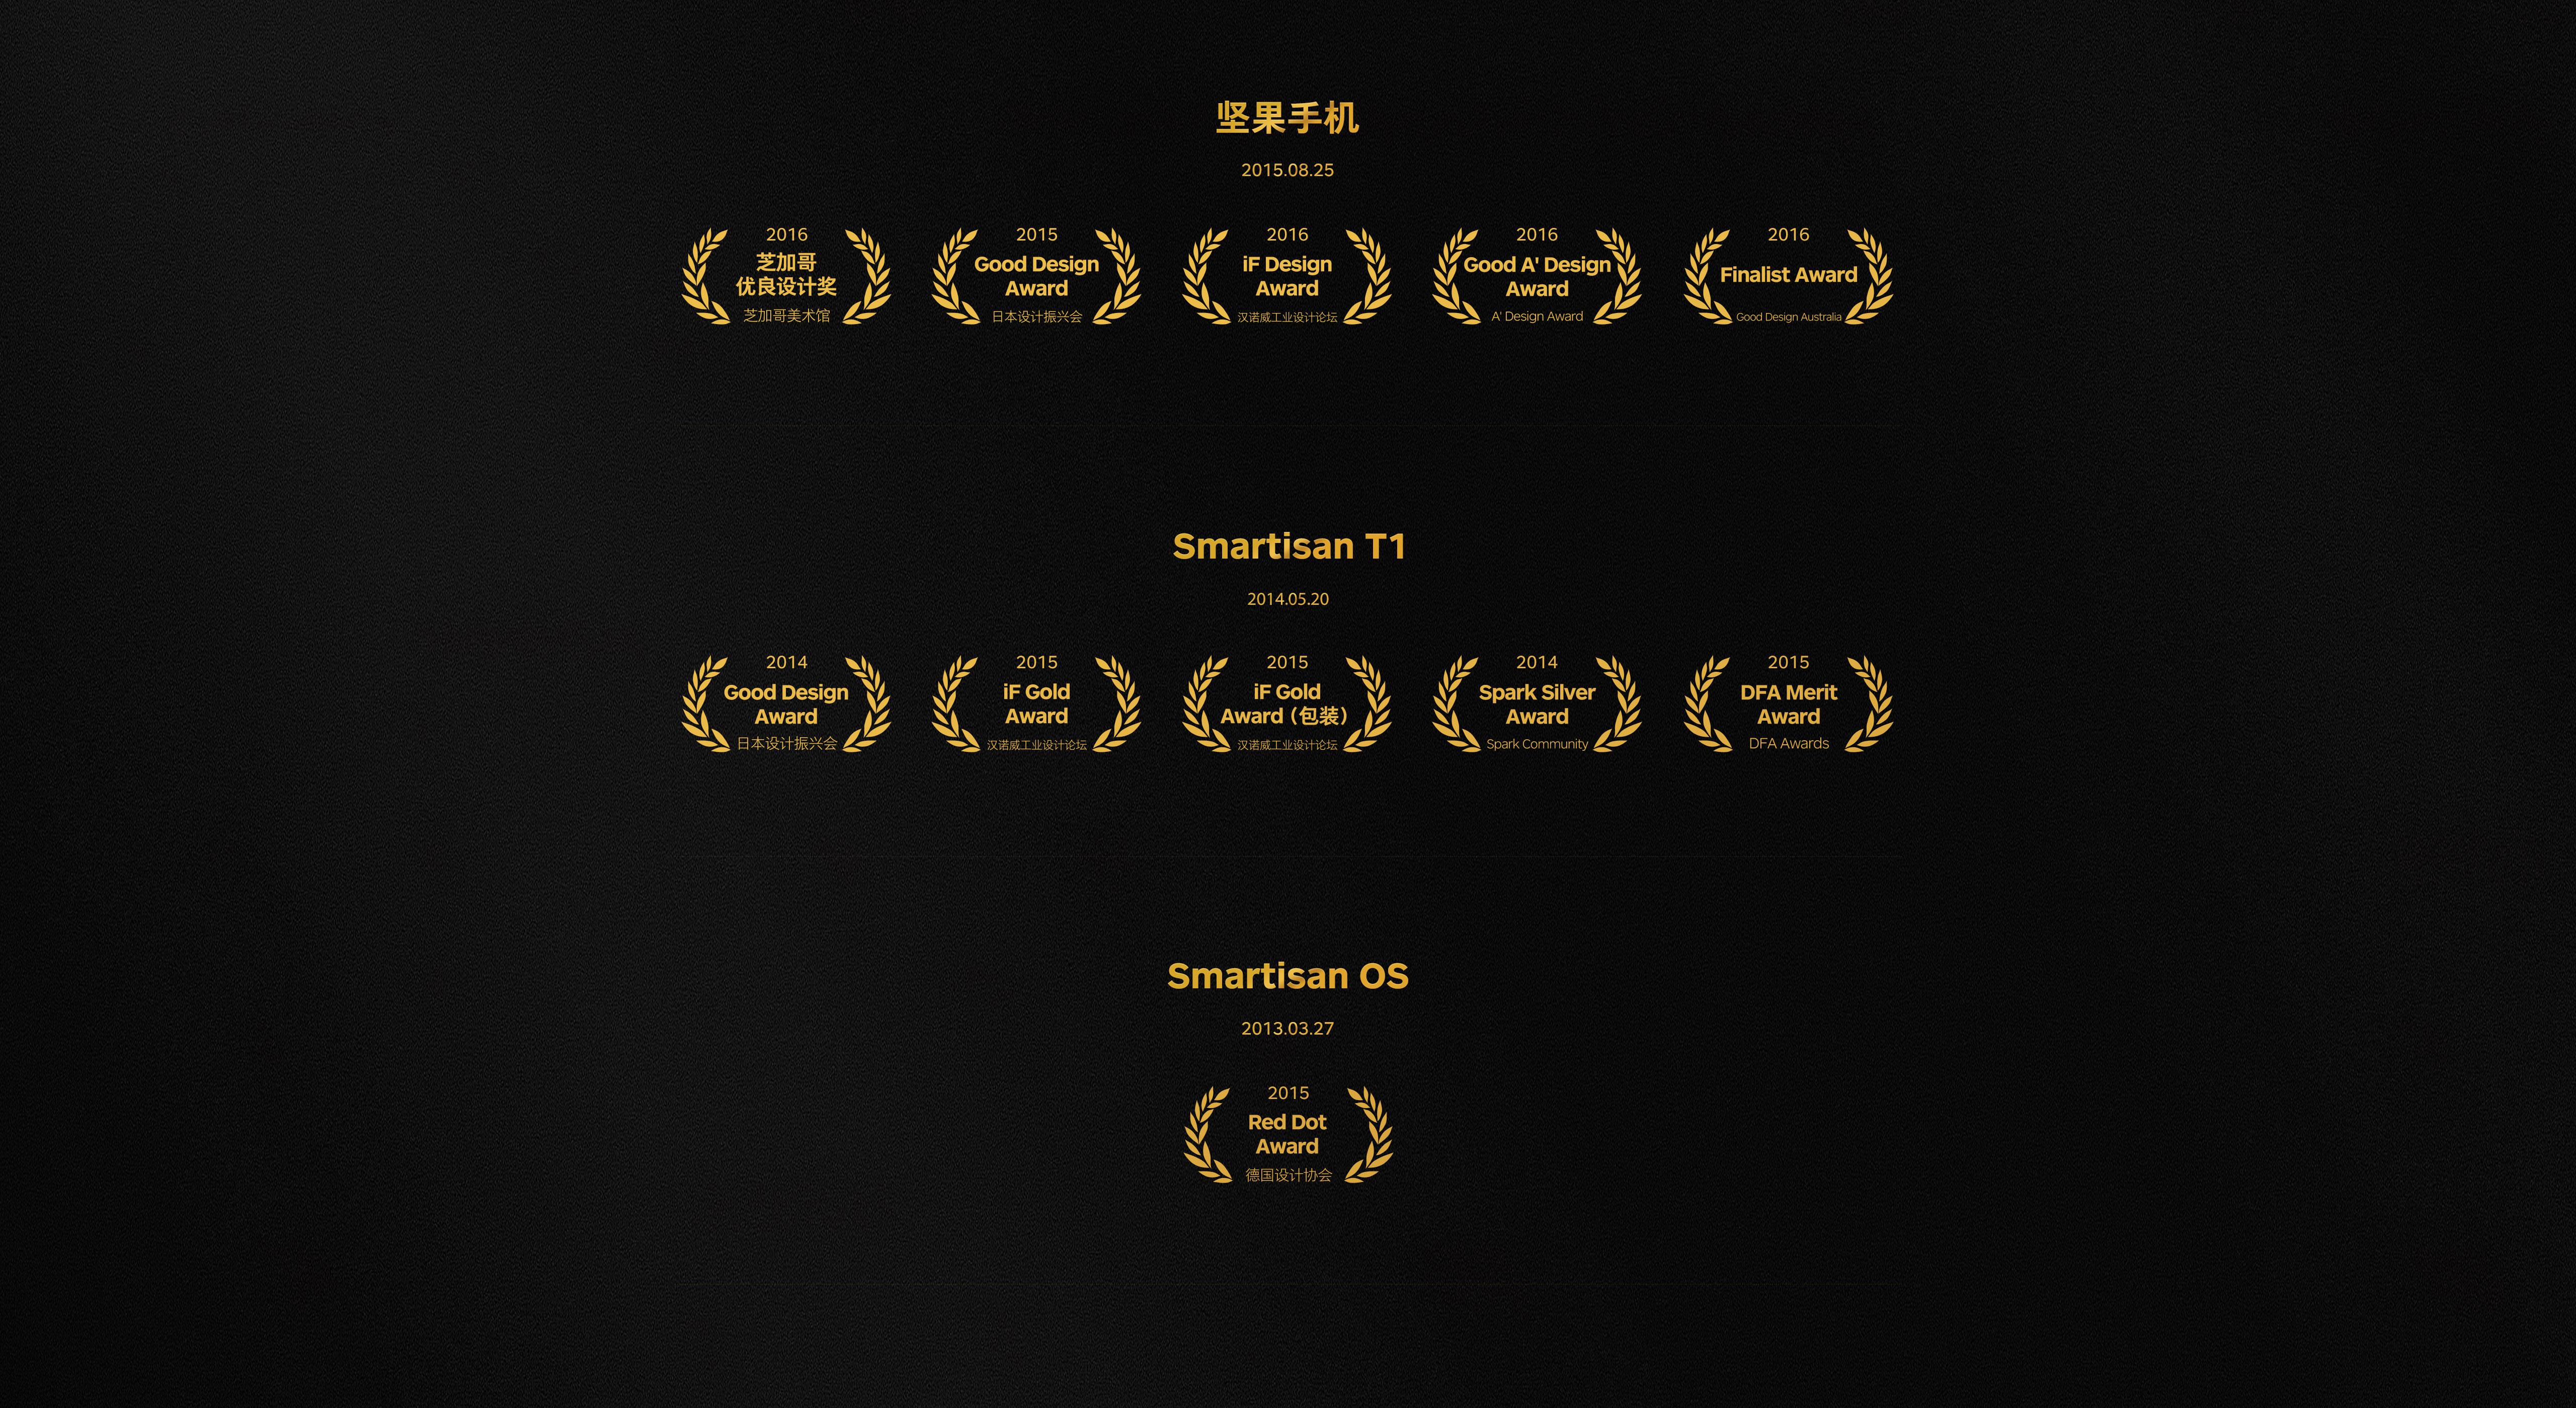 坚果手机
2015.08.25
2016
芝加哥
优良设计奖
芝加哥美术馆
2015
Good Design
Award
日本设计振兴会
2016
iF Design
Award
汉诺威工业设计论坛
2016
Good A' Design
Award
A' Design Award
2016
Finalist Award
Good Design Australia
Smartisan T1
2014.05.20
2014
Good Design
Award
日本设计振兴会
2015
iF Gold
Award
汉诺威工业设计论坛
2015
iF Gold
Award (包装)
汉诺威工业设计论坛
2014
Spark Silver
Award
Spark Community
2015
DFA Merit
Award
DFA Awards
Smartisan OS
2013.03.27
2015
Red Dot
Award
德国设计协会